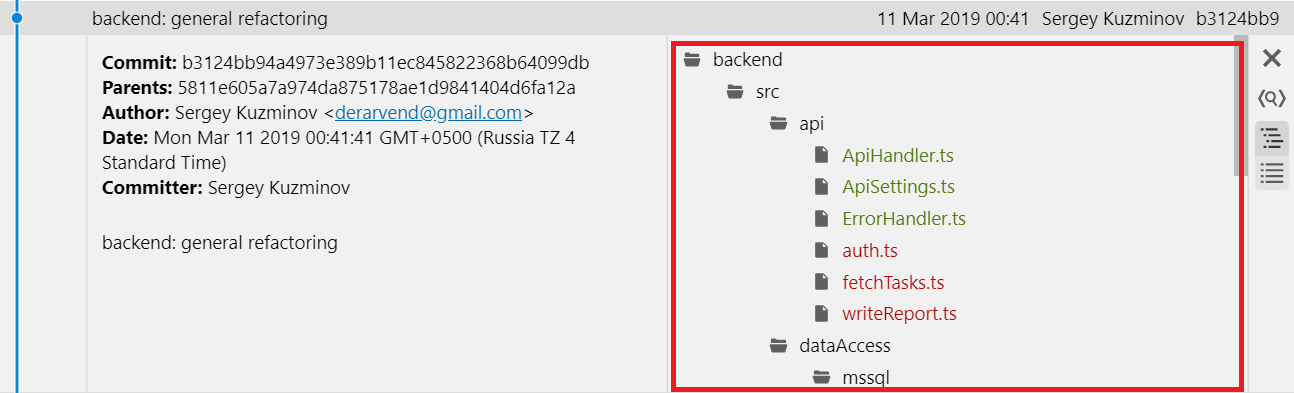 backend: general refactoring
11 Mar 2019 00:41 Sergey Kuzminov b3124bb9
Commit: b3124bb94a4973e389b11ec845822368b64099db
Parents: 5811e605a7a974da875178ae1d9841404d6fa12a
Author: Sergey Kuzminov <derarvend@gmail.com>
Date: Mon Mar 11 2019 00:41:41 GMT+0500 (Russia TZ 4
Standard Time)
Committer: Sergey Kuzminov
backend: general refactoring
backend
src
api
ApiHandler.ts
ApiSettings.ts
ErrorHandler.ts
auth.ts
fetchTasks.ts
writeReport.ts
dataAccess
mssql